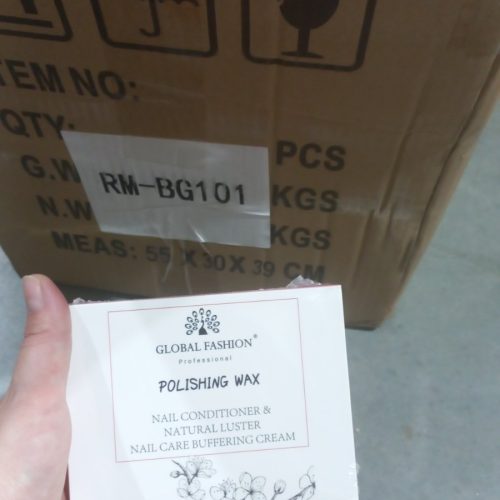 ITEM NO:
QTY: PCS
G.W KGS
RM-BG101
N.W KGS
MEAS: 55 X 30 X 39 CM
GLOBAL FASHION®
Professional
POLISHING WAX
NAIL CONDITIONER &
NATURAL LUSTER
NAIL CARE BUFFERING CREAM